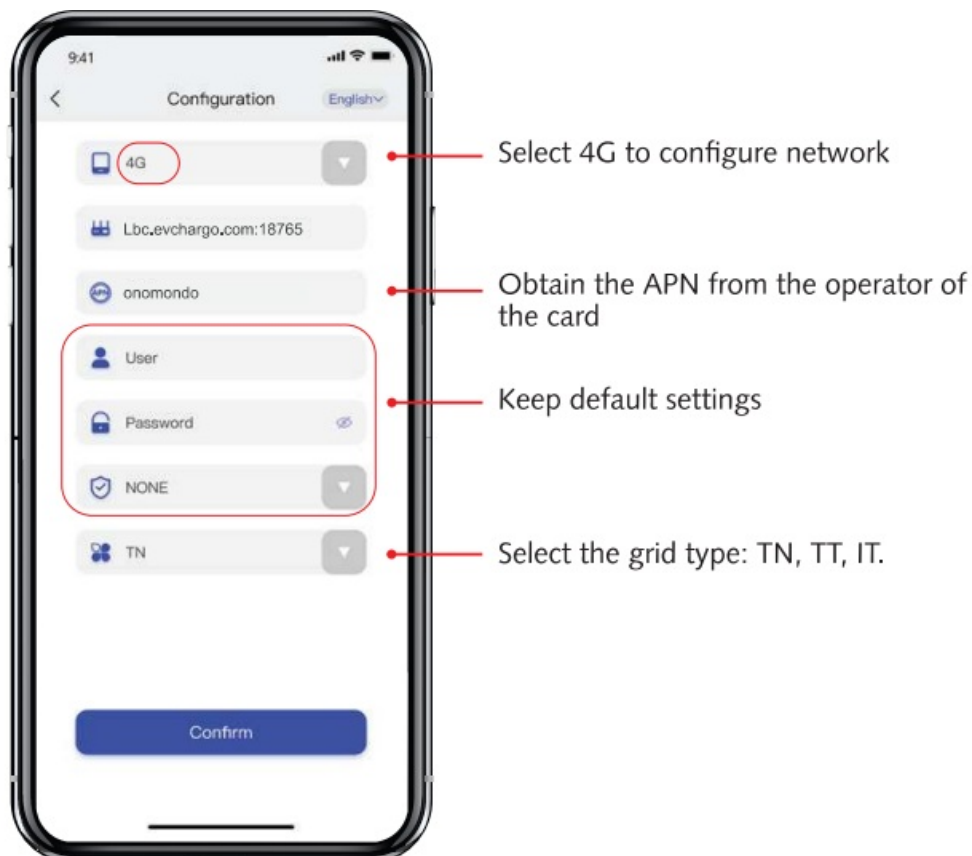 9:41
Configuration
English
4G
Select 4G to configure network
Lbc.evchargo.com:18765
APN
onomondo
Obtain the APN from the operator of
the card
User
Password
Keep default settings
NONE
TN
Select the grid type: TN, TT, IT.
Confirm